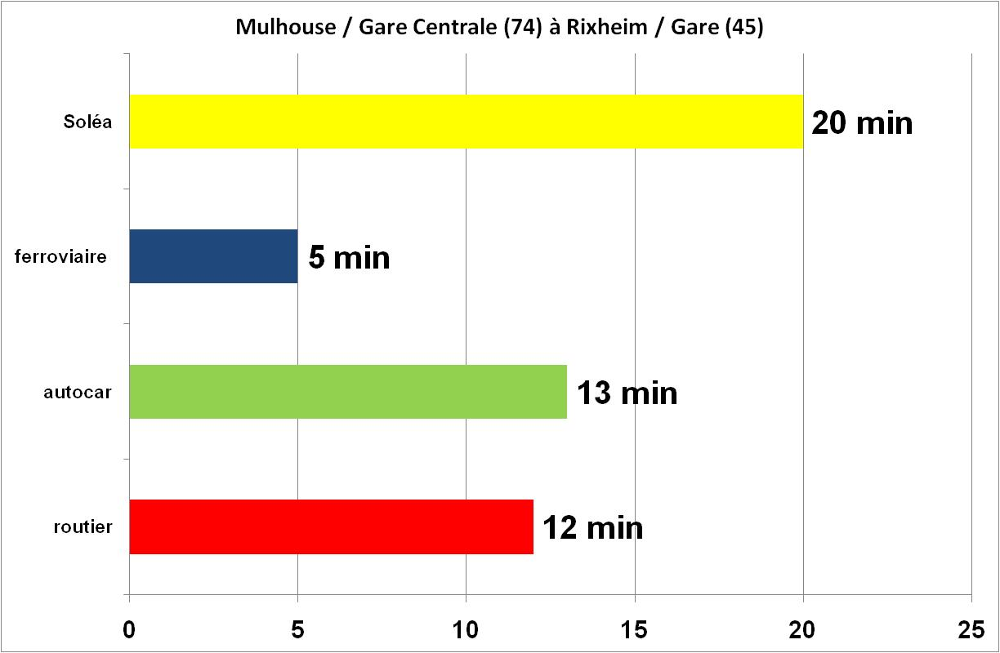 Mulhouse / Gare Centrale (74) à Rixheim / Gare (45)
Soléa
20 min
ferroviaire
5 min
autocar
13 min
routier
12 min
0 5 10 15 20 25